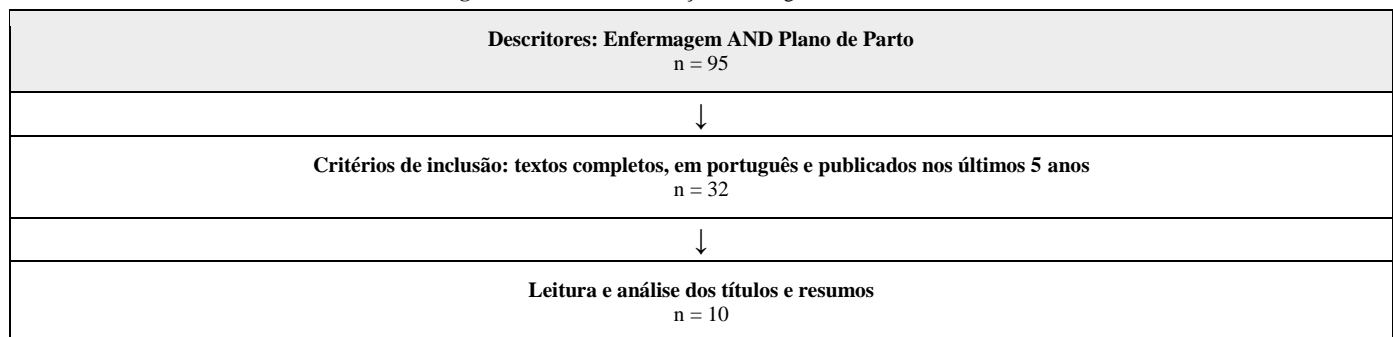 Descritores: Enfermagem AND Plano de Parto
n = 95
↓
Critérios de inclusão: textos completos, em português e publicados nos últimos 5 anos
n = 32
↓
Leitura e análise dos títulos e resumos
n = 10